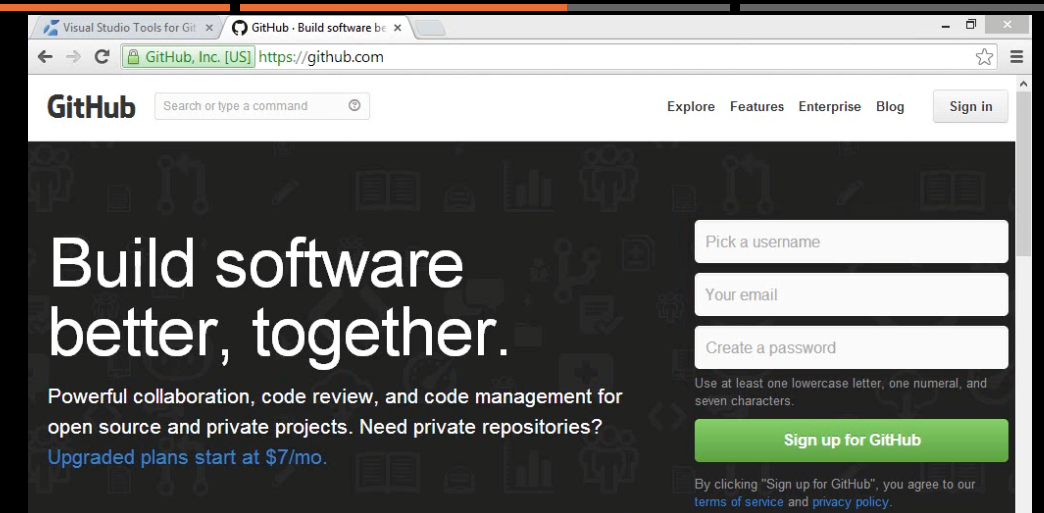 Visual Studio Tools for Git
GitHub · Build software be
GitHub, Inc. [US] https://github.com
GitHub Search or type a command Explore Features Enterprise Blog Sign in
Build software
better, together.
Powerful collaboration, code review, and code management for
open source and private projects. Need private repositories?
Upgraded plans start at $7/mo.
Pick a username
Your email
Create a password
Use at least one lowercase letter, one numeral, and
seven characters.
Sign up for GitHub
By clicking "Sign up for GitHub", you agree to our
terms of service and privacy policy.